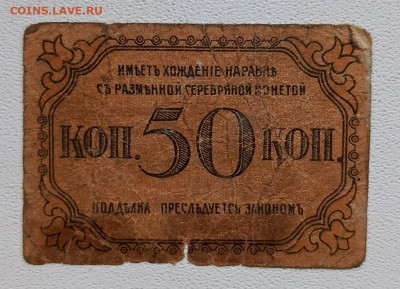 COINS.LAVE.RU
ИМѢЕТЪ ХОЖДЕНІЕ НАРАВНѢ
СЪ РАЗМѢННОЙ СЕРЕБРЯНОЙ МОНЕТОЙ
КОП. 50 КОП.
ПОДДѢЛКА ПРЕСЛѢДУЕТСЯ ЗАКОНОМЪ